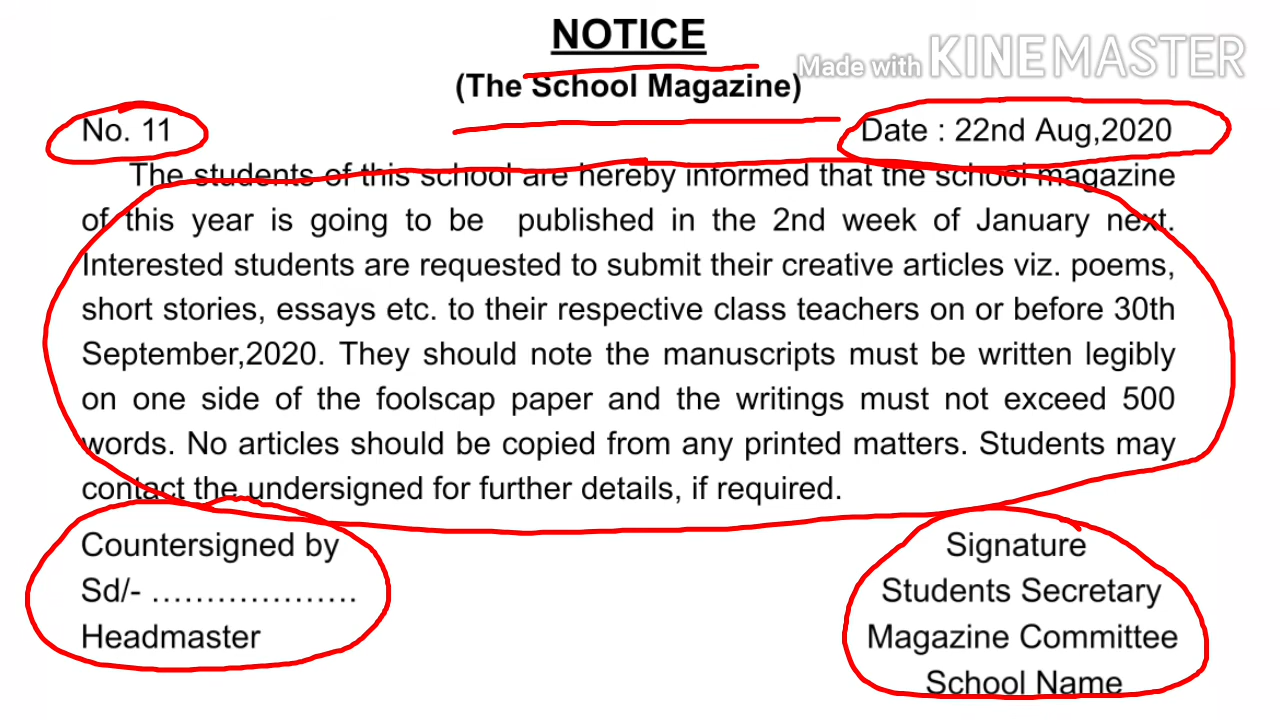 NOTICE
Made with KINEMASTER
(The School Magazine)
No. 11 Date : 22nd Aug,2020
The students of this school are hereby informed that the school magazine
of this year is going to be published in the 2nd week of January next.
Interested students are requested to submit their creative articles viz. poems,
short stories, essays etc. to their respective class teachers on or before 30th
September,2020. They should note the manuscripts must be written legibly
on one side of the foolscap paper and the writings must not exceed 500
words. No articles should be copied from any printed matters. Students may
contact the undersigned for further details, if required.
Countersigned by Signature
Sd/- ………………. Students Secretary
Headmaster Magazine Committee
School Name